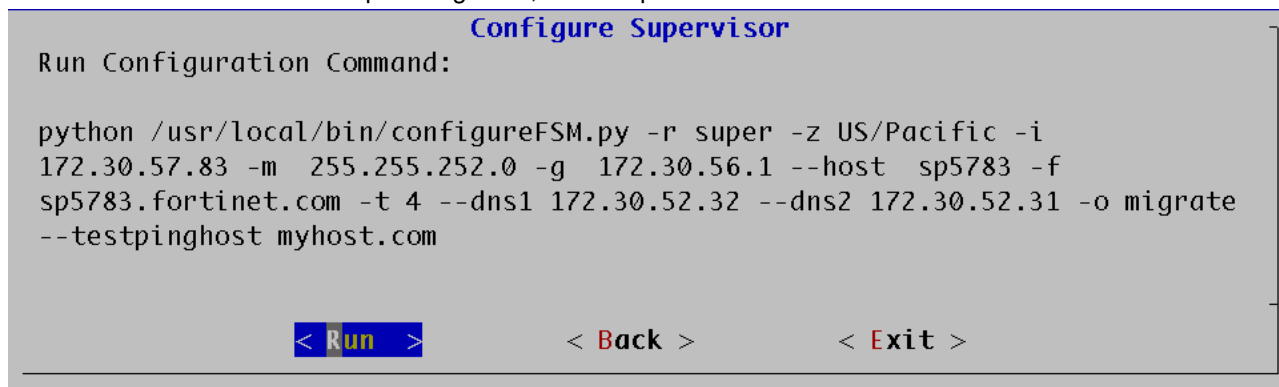 Configure Supervisor
Run Configuration Command:
python /usr/local/bin/configureFSM.py -r super -z US/Pacific -i
172.30.57.83 -m  255.255.252.0 -g  172.30.56.1 --host  sp5783 -f
sp5783.fortinet.com -t 4 --dns1 172.30.52.32 --dns2 172.30.52.31 -o migrate
--testpinghost myhost.com
< Run > < Back > < Exit >